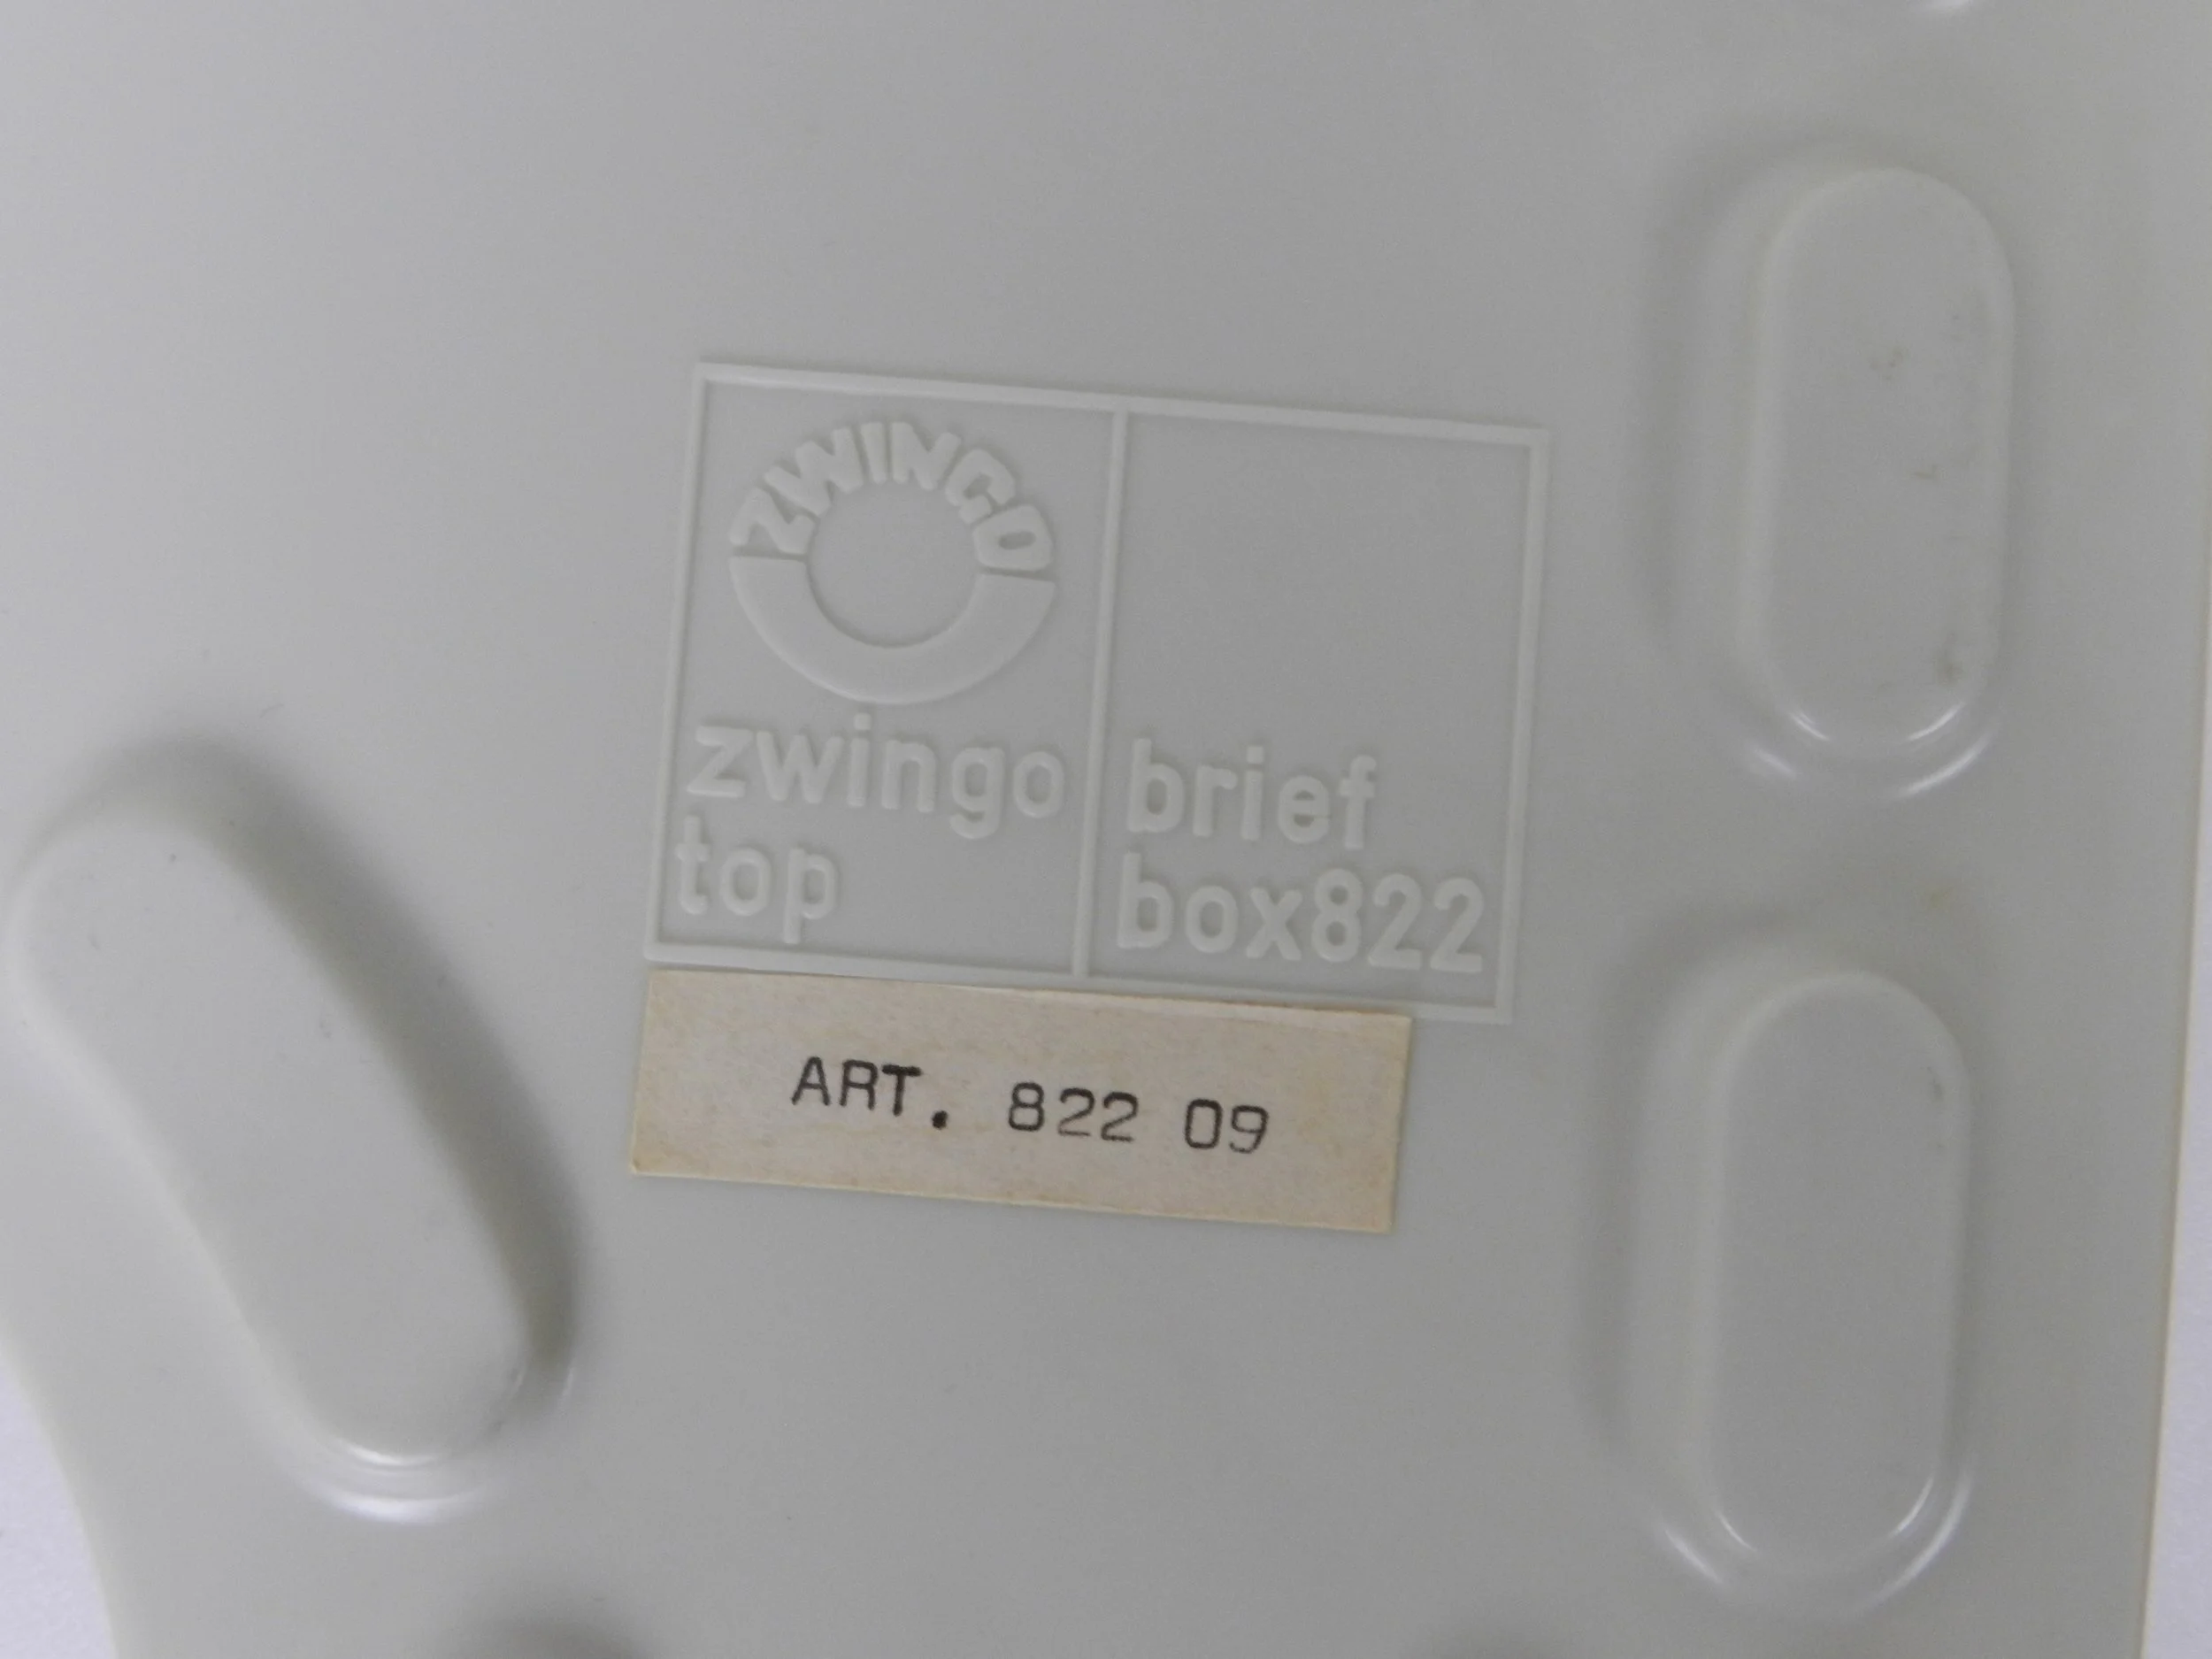 ZWINGO
zwingo
top
brief
box822
ART. 822 09